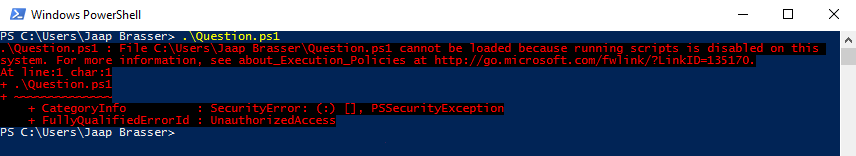 Windows PowerShell
PS C:\Users\Jaap Brasser> .\Question.ps1
.\Question.ps1 : File C:\Users\Jaap Brasser\Question.ps1 cannot be loaded because running scripts is disabled on this
system. For more information, see about_Execution_Policies at http://go.microsoft.com/fwlink/?LinkID=135170.
At line:1 char:1
+ .\Question.ps1
+ ~~~~~~~~~~~~~~
    + CategoryInfo          : SecurityError: (:) [], PSSecurityException
    + FullyQualifiedErrorId : UnauthorizedAccess
PS C:\Users\Jaap Brasser>